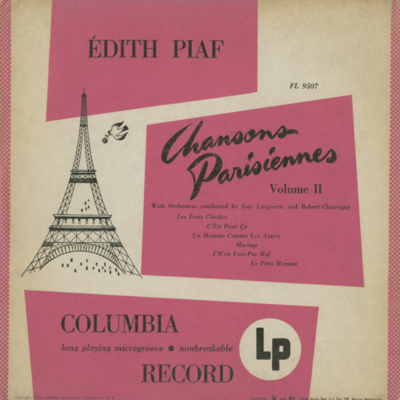 ÉDITH PIAF
FL 9507
Chansons
Parisiennes
Volume II
With Orchestras conducted by Guy Luypaerts and Robert Chauvigny
Les Trois Cloches
C'Est Pour Ça
Un Homme Comme Les Autres
Mariage
J'M'en Fous-Pas Mal
Le Petit Homme
COLUMBIA
long playing microgroove • nonbreakable
Lp
RECORD